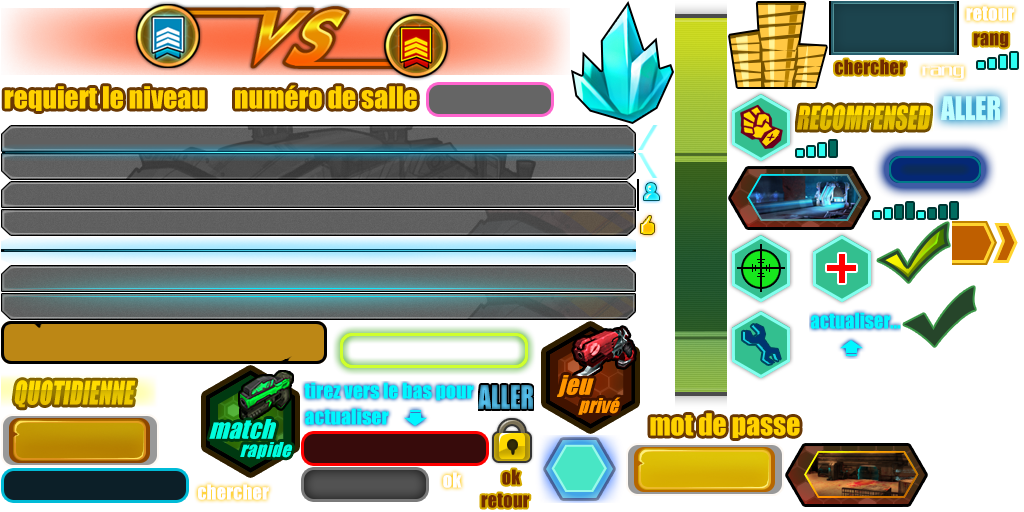 VS
retour
rang
chercher
rang
requiert le niveau
numéro de salle
RECOMPENSED
ALLER
actualiser...
QUOTIDIENNE
match
rapide
tirez vers le bas pour
actualiser
ALLER
jeu
privé
mot de passe
chercher
ok
ok
retour